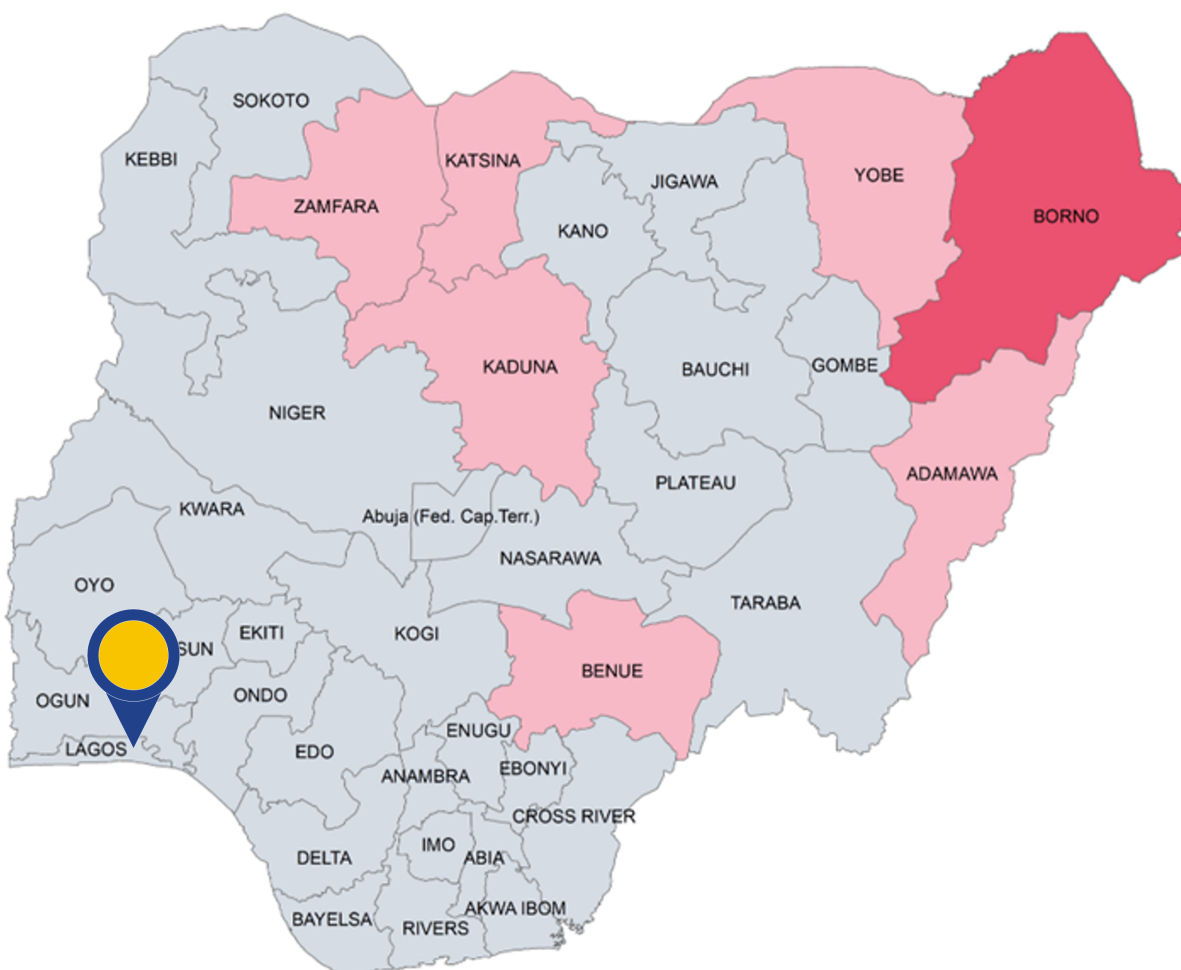 SOKOTO
KEBBI
KATSINA
JIGAWA
YOBE
ZAMFARA
KANO
BORNO
KADUNA
BAUCHI
GOMBE
NIGER
ADAMAWA
PLATEAU
KWARA
Abuja (Fed. Cap.Terr.)
NASARAWA
OYO
TARABA
EKITI
KOGI
SUN
BENUE
OGUN
ONDO
ENUGU
LAGOS
EDO
EBONYI
ANAMBRA
CROSS RIVER
IMO
DELTA
ABIA
AKWA IBOM
BAYELSA
RIVERS